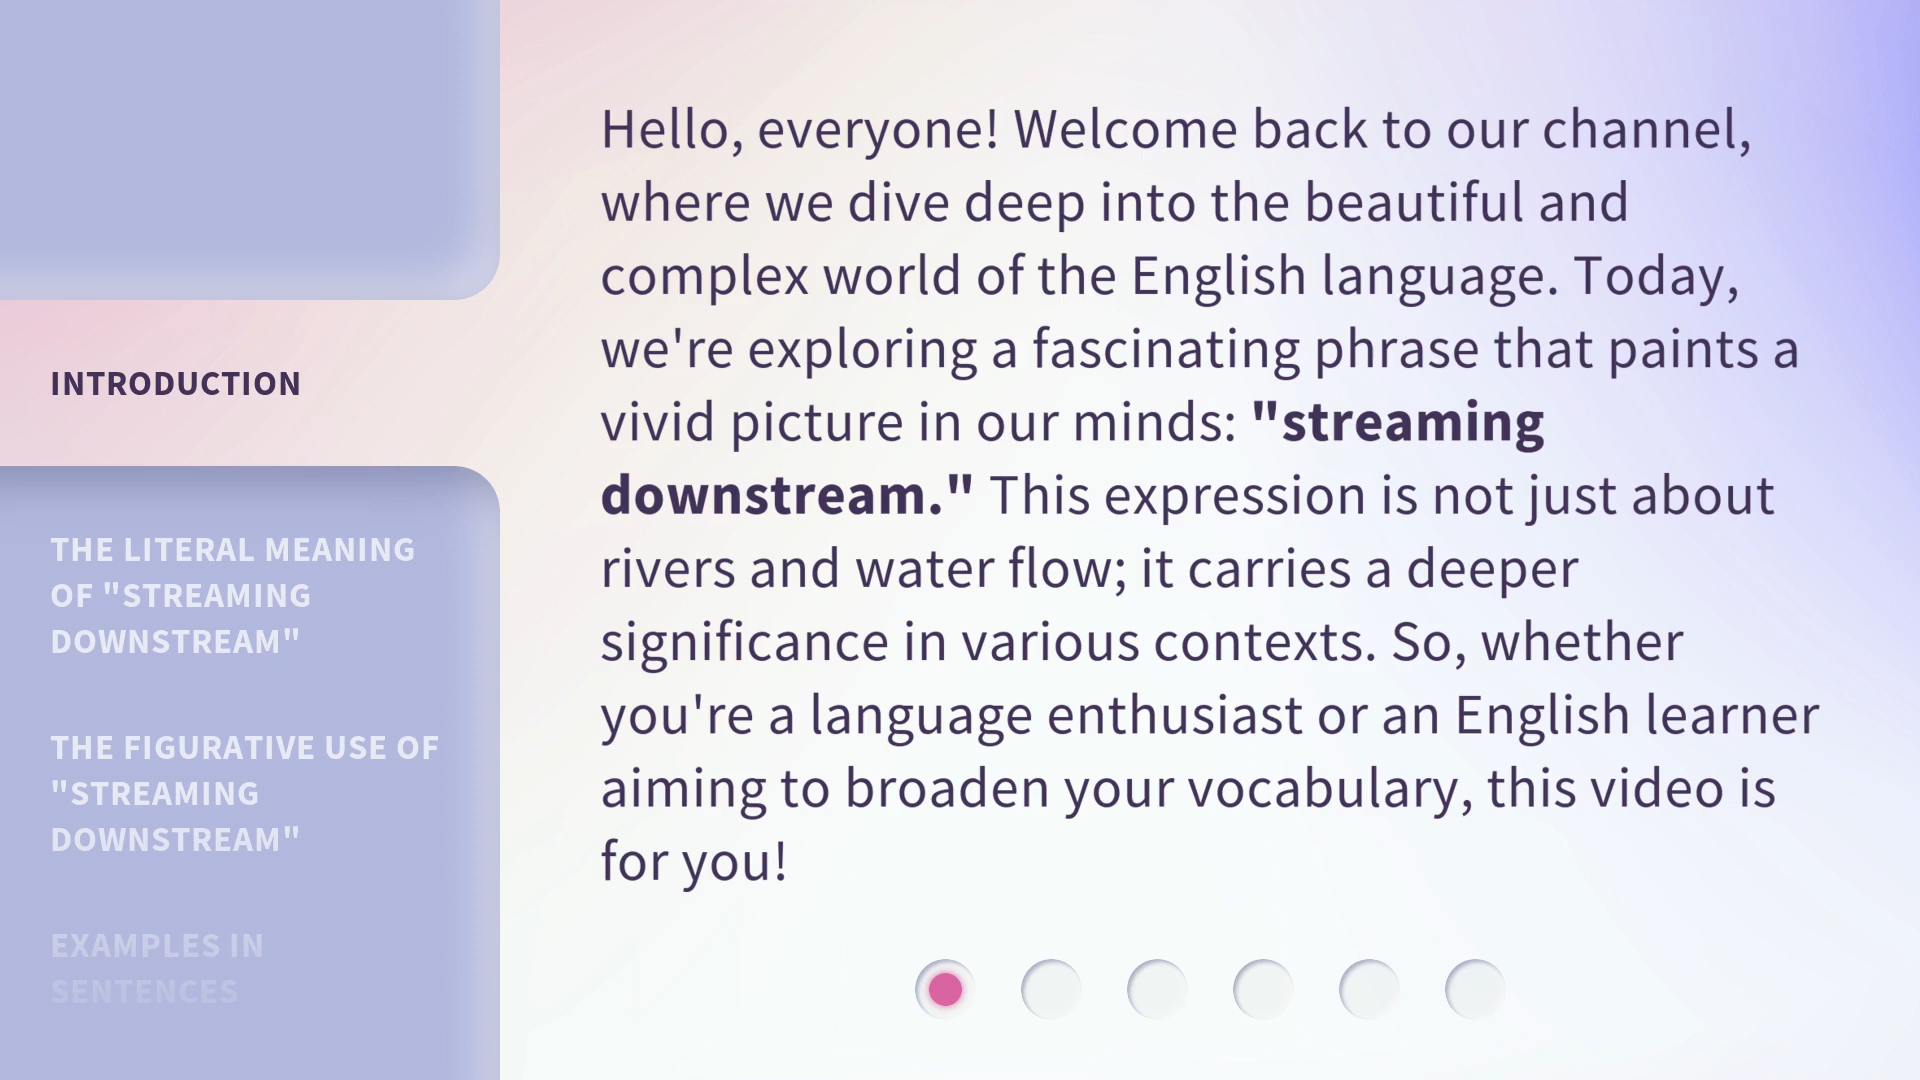 INTRODUCTION
THE LITERAL MEANING
OF "STREAMING
DOWNSTREAM"
THE FIGURATIVE USE OF
"STREAMING
DOWNSTREAM"
EXAMPLES IN
SENTENCES
Hello, everyone! Welcome back to our channel,
where we dive deep into the beautiful and
complex world of the English language. Today,
we're exploring a fascinating phrase that paints a
vivid picture in our minds: "streaming
downstream." This expression is not just about
rivers and water flow; it carries a deeper
significance in various contexts. So, whether
you're a language enthusiast or an English learner
aiming to broaden your vocabulary, this video is
for you!